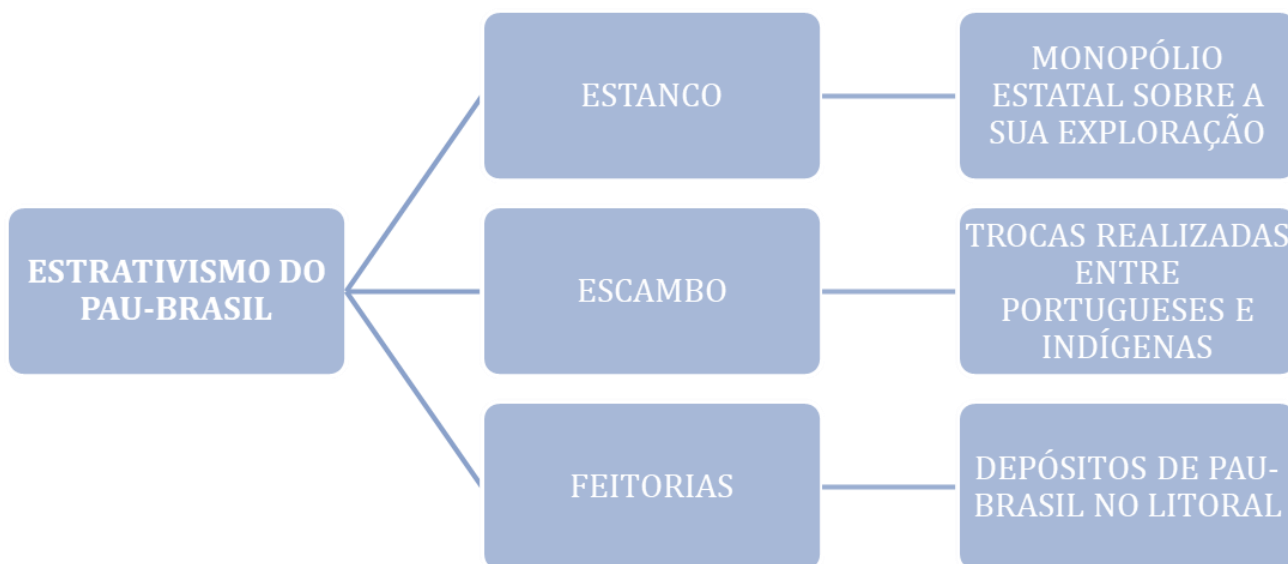 ESTRATIVISMO DO
PAU-BRASIL
ESTANCO
MONOPÓLIO
ESTATAL SOBRE A
SUA EXPLORAÇÃO
ESCAMBO
TROCAS REALIZADAS
ENTRE
PORTUGUESES E
INDÍGENAS
FEITORIAS
DEPÓSITOS DE PAU-
BRASIL NO LITORAL